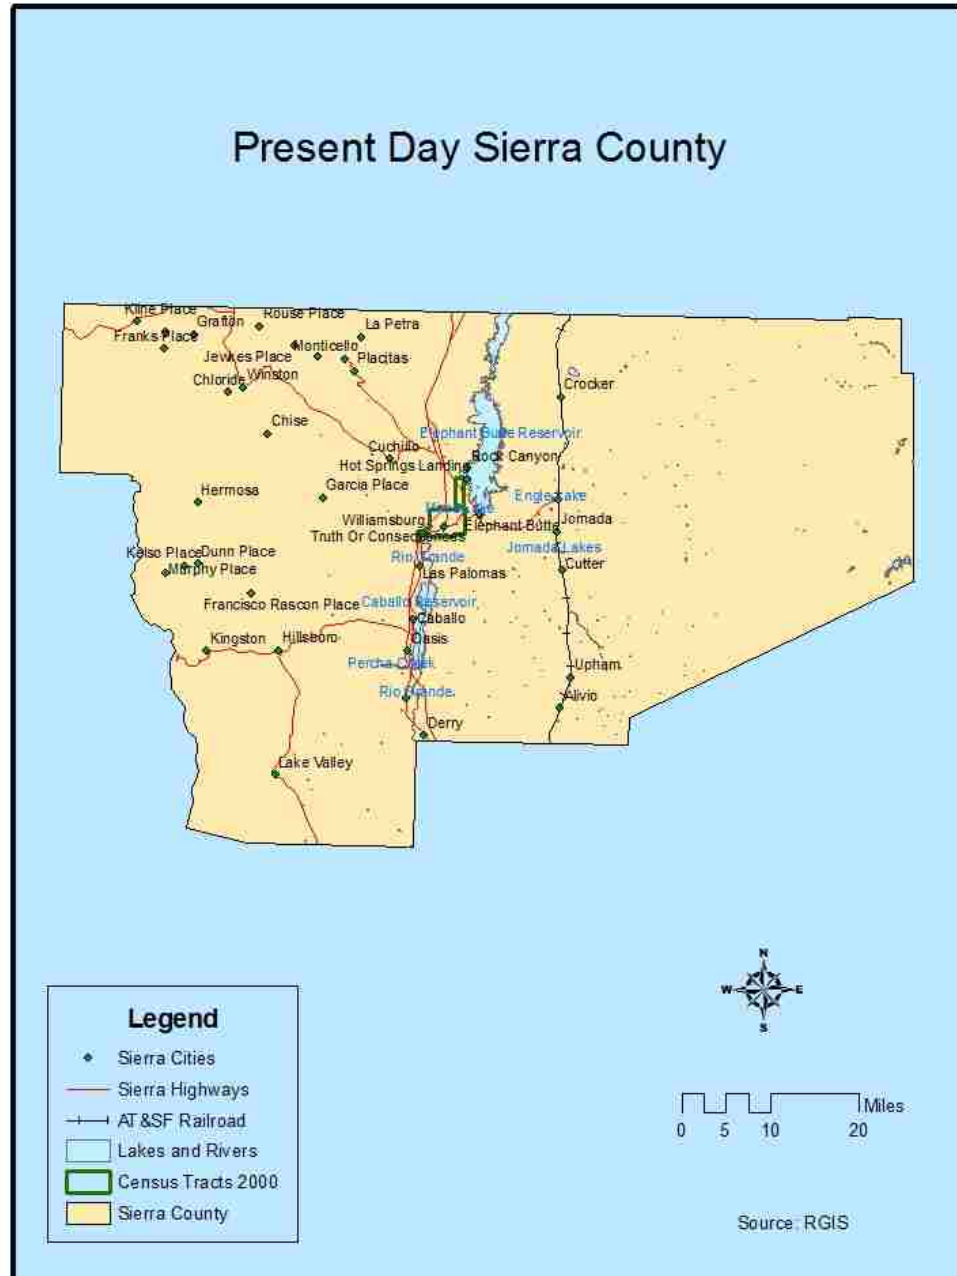 Present Day Sierra County
Kline Place
Rouse Place
Grafton
La Petra
Franks Place
Monticello
Jewkes Place
Placitas
Winston
Chloride
Crocker
Chise
Elephant Butte Reservoir
Cuchillo
Rock Canyon
Hot Springs Landing
Garcia Place
Hermosa
Engle Lake
Williamsburg
Elephant Butte
Jornada
Truth Or Consequences
Jornada Lakes
Kelso Place
Dunn Place
Rio Grande
Murphy Place
Las Palomas
Cutter
Francisco Rascon Place
Caballo Reservoir
Caballo
Kingston
Hillsboro
Oasis
Percha Creek
Upham
Rio Grande
Alivio
Derry
Lake Valley
N
W
E
S
Legend
Sierra Cities
Sierra Highways
AT&SF Railroad
Lakes and Rivers
Census Tracts 2000
Sierra County
Miles
0 5 10 20
Source: RGIS